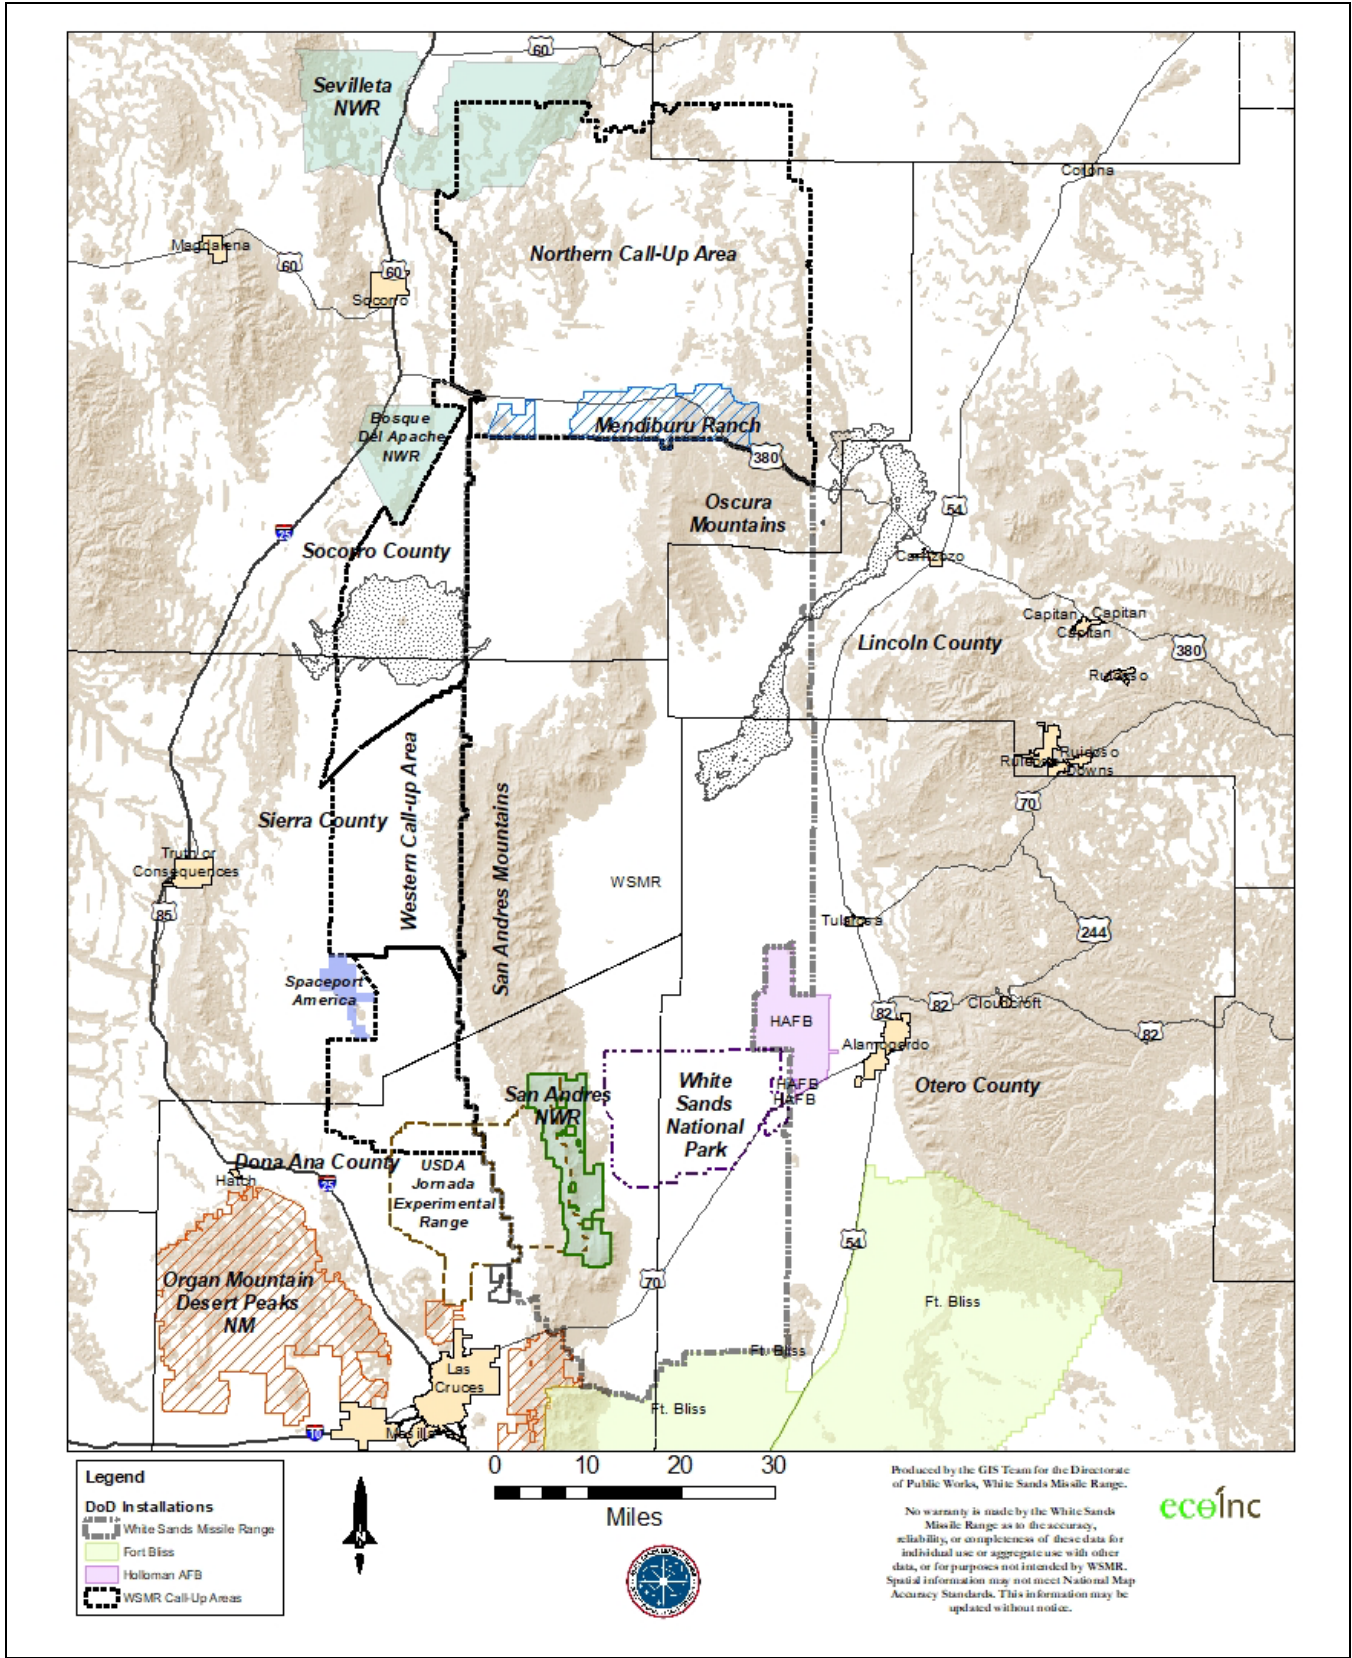 60
Sevilleta
NWR
Corona
Northern Call-Up Area
Magdalena
60
60
Socorro
Bosque
Del Apache
NWR
Mendiburu Ranch
380
Oscura
Mountains
54
25
Socorro County
Carrizozo
Capitan
Capitan
Capitan
Lincoln County
380
Ruidoso
Ruidoso
Ruidoso
Downs
70
Western Call-up Area
San Andres Mountains
Sierra County
Truth or
Consequences
WSMR
85
Tularosa
244
Spaceport
America
HAFB
82
82
Cloudcroft
82
Alamogordo
San Andres
NWR
White
Sands
National
Park
HAFB
HAFB
Otero County
Dona Ana County
Hatch
25
USDA
Jornada
Experimental
Range
54
70
Organ Mountain
Desert Peaks
NM
Ft. Bliss
Ft. Bliss
Las
Cruces
Ft. Bliss
10
Mesilla
Legend
DoD Installations
White Sands Missile Range
Fort Bliss
Holloman AFB
WSMR Call-Up Areas
N
0 10 20 30
Miles
Produced by the GIS Team for the Directorate
of Public Works, White Sands Missile Range.
No warranty is made by the White Sands
Missile Range as to the accuracy,
reliability, or completeness of these data for
individual use or aggregate use with other
data, or for purposes not intended by WSMR.
Spatial information may not meet National Map
Accuracy Standards. This information may be
updated without notice.
ecoinc